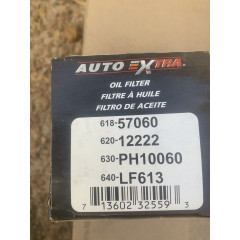 AUTO EXTRA
OIL FILTER
FILTRE À HUILE
FILTRO DE ACEITE
618-57060
620-12222
630-PH10060
640-LF613
7 13602 32559 3